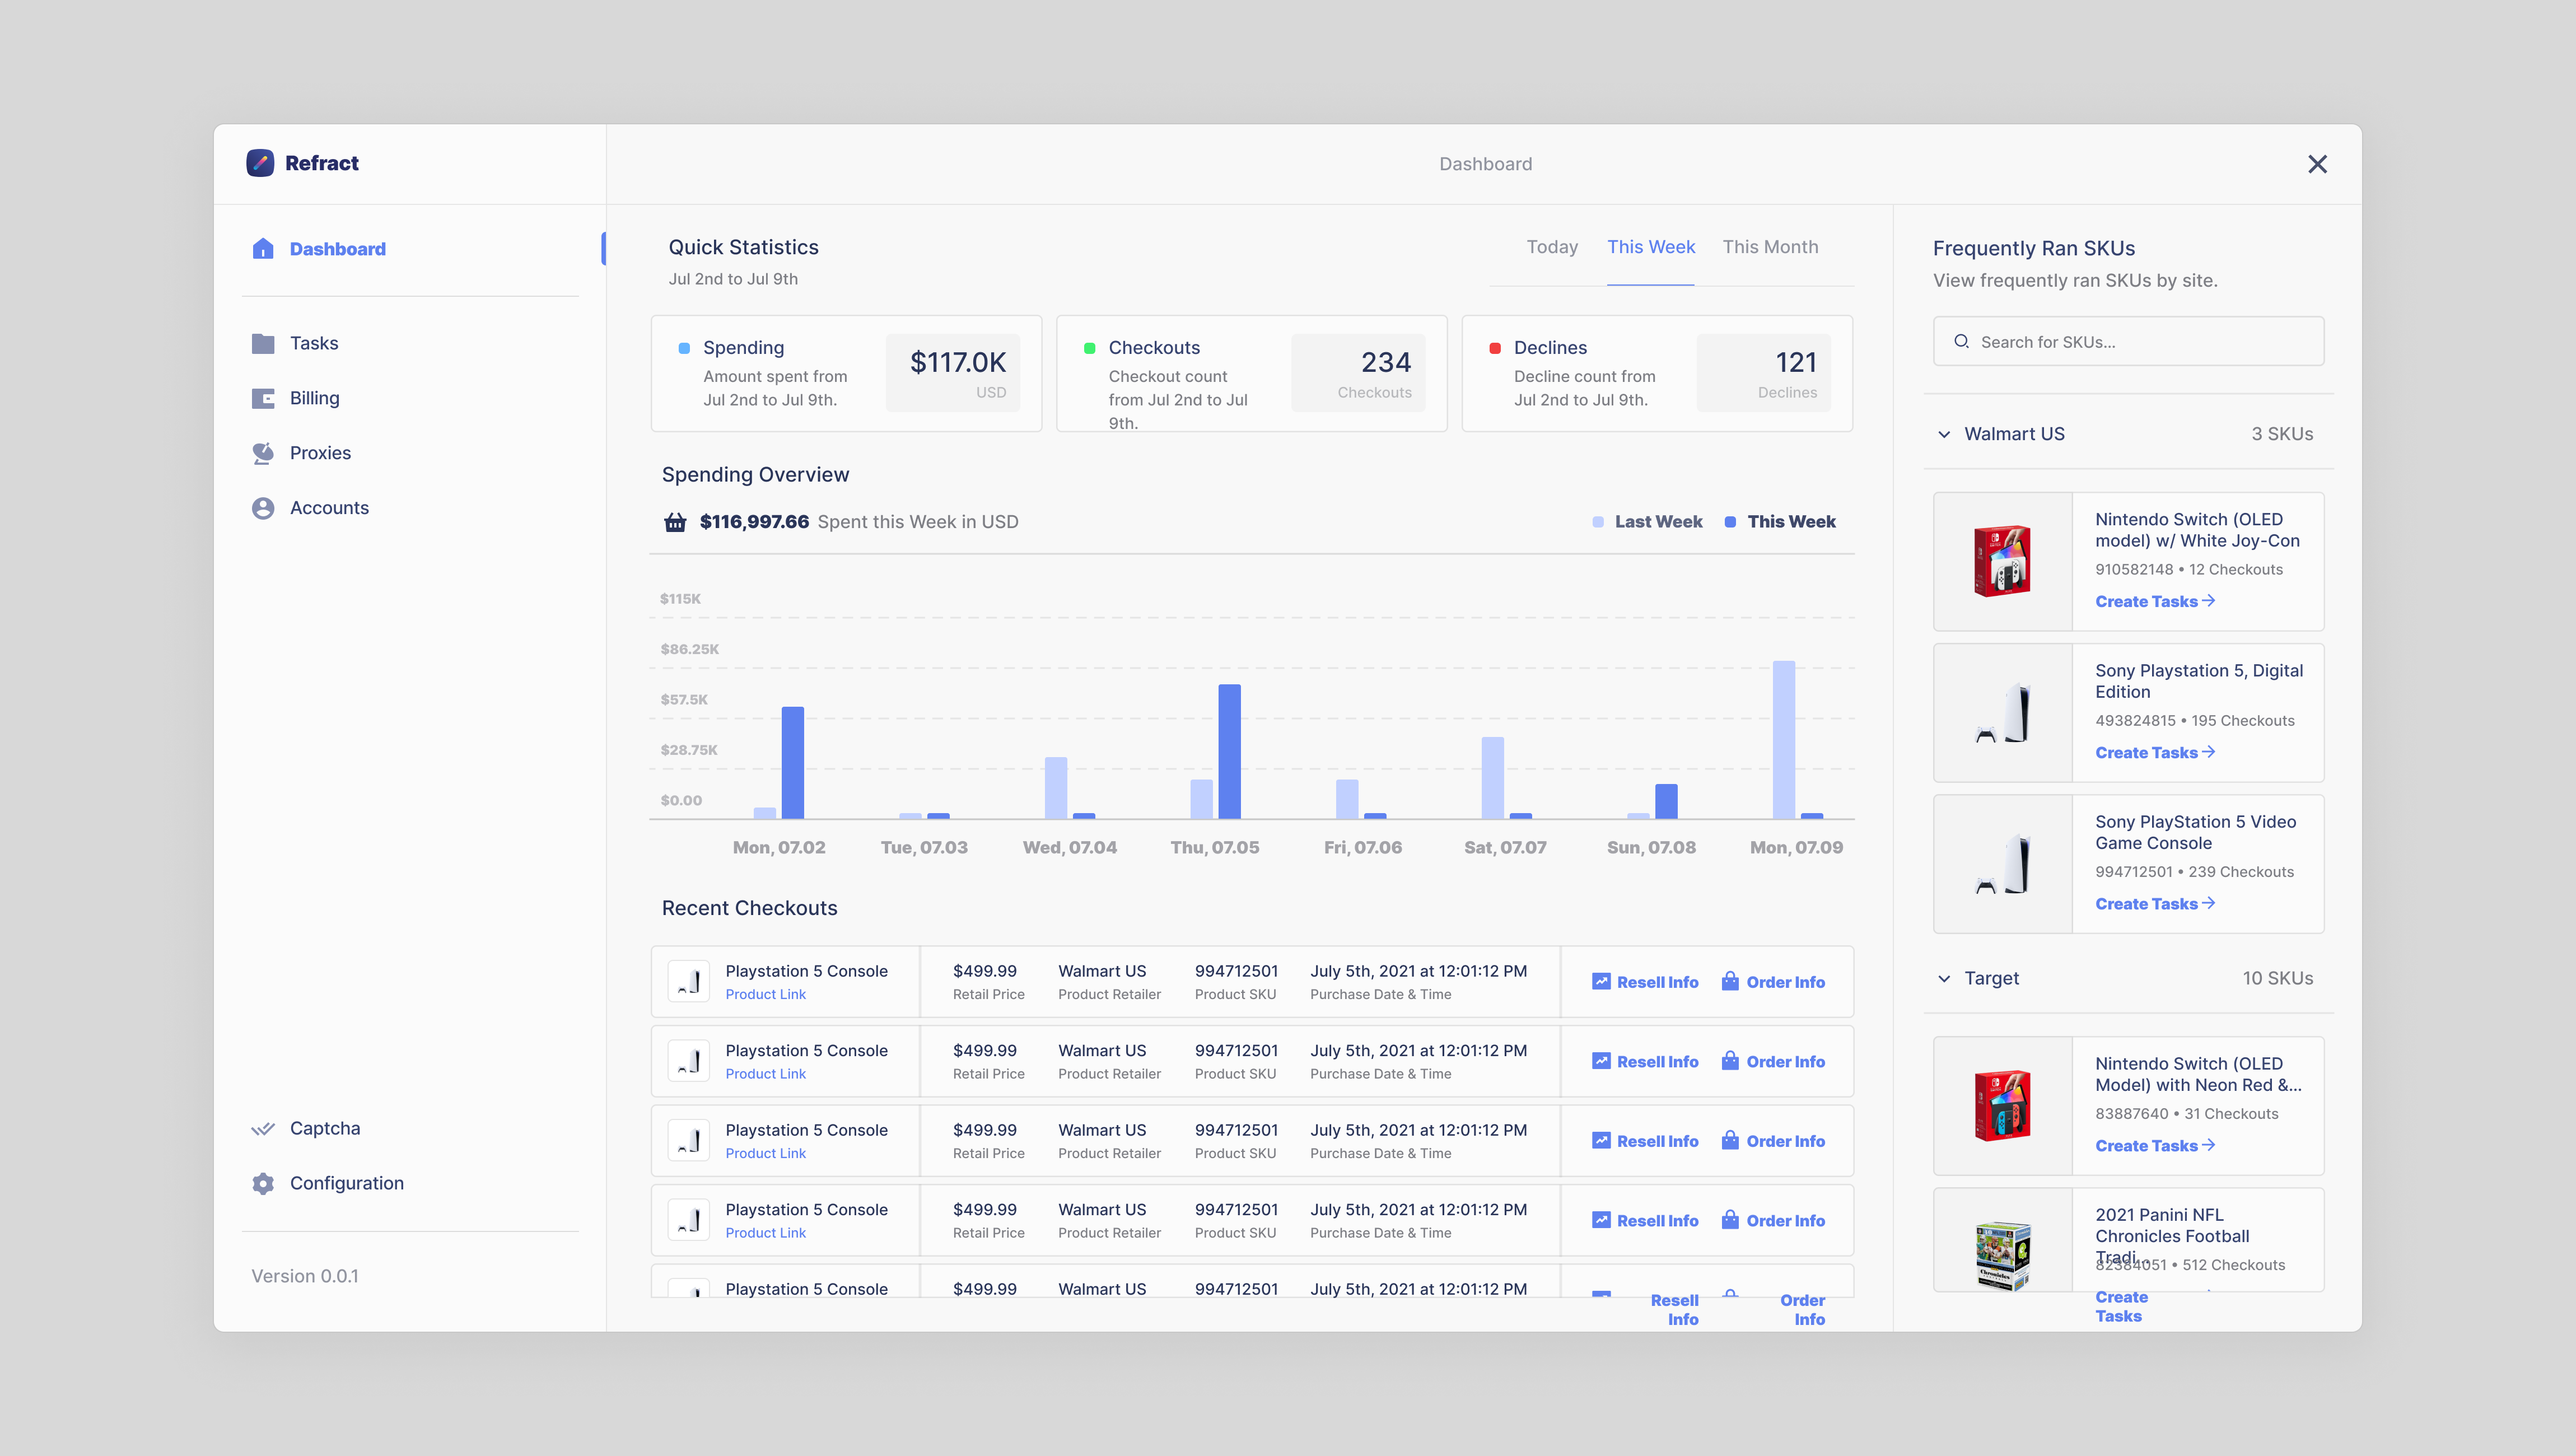 Refract
Dashboard
Dashboard
Tasks
Billing
Proxies
Accounts
Captcha
Configuration
Version 0.0.1
Quick Statistics
Jul 2nd to Jul 9th
Today
This Week
This Month
Spending
Amount spent from
Jul 2nd to Jul 9th.
$117.0K
USD
Checkouts
Checkout count
from Jul 2nd to Jul
9th.
234
Checkouts
Declines
Decline count from
Jul 2nd to Jul 9th.
121
Declines
Spending Overview
$116,997.66 Spent this Week in USD
Last Week
This Week
$115K
$86.25K
$57.5K
$28.75K
$0.00
Mon, 07.02
Tue, 07.03
Wed, 07.04
Thu, 07.05
Fri, 07.06
Sat, 07.07
Sun, 07.08
Mon, 07.09
Recent Checkouts
Playstation 5 Console
Product Link
$499.99
Retail Price
Walmart US
Product Retailer
994712501
Product SKU
July 5th, 2021 at 12:01:12 PM
Purchase Date & Time
Resell Info
Order Info
Playstation 5 Console
Product Link
$499.99
Retail Price
Walmart US
Product Retailer
994712501
Product SKU
July 5th, 2021 at 12:01:12 PM
Purchase Date & Time
Resell Info
Order Info
Playstation 5 Console
Product Link
$499.99
Retail Price
Walmart US
Product Retailer
994712501
Product SKU
July 5th, 2021 at 12:01:12 PM
Purchase Date & Time
Resell Info
Order Info
Playstation 5 Console
Product Link
$499.99
Retail Price
Walmart US
Product Retailer
994712501
Product SKU
July 5th, 2021 at 12:01:12 PM
Purchase Date & Time
Resell Info
Order Info
Playstation 5 Console
$499.99
Walmart US
994712501
July 5th, 2021 at 12:01:12 PM
Resell
Info
Order
Info
Frequently Ran SKUs
View frequently ran SKUs by site.
Search for SKUs...
Walmart US
3 SKUs
Nintendo Switch (OLED
model) w/ White Joy-Con
910582148 • 12 Checkouts
Create Tasks
Sony Playstation 5, Digital
Edition
493824815 • 195 Checkouts
Create Tasks
Sony PlayStation 5 Video
Game Console
994712501 • 239 Checkouts
Create Tasks
Target
10 SKUs
Nintendo Switch (OLED
Model) with Neon Red &...
83887640 • 31 Checkouts
Create Tasks
Chronicles
2021 Panini NFL
Chronicles Football
Tradi...
82384051 • 512 Checkouts
Create
Tasks